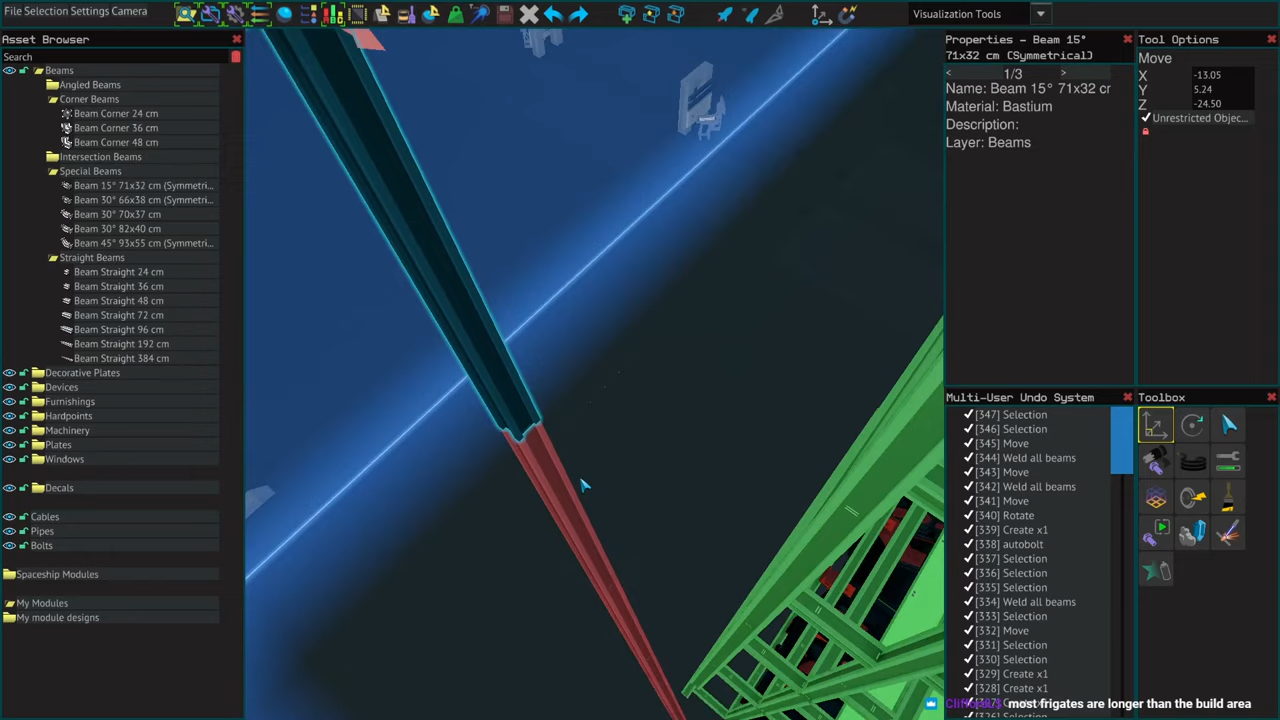 File Selection Settings Camera
Visualization Tools
Asset Browser
Search
Beams
Angled Beams
Corner Beams
Beam Corner 24 cm
Beam Corner 36 cm
Beam Corner 48 cm
Intersection Beams
Special Beams
Beam 15° 71x32 cm (Symmetri...
Beam 30° 66x38 cm (Symmetri...
Beam 30° 70x37 cm
Beam 30° 82x40 cm
Beam 45° 93x55 cm (Symmetri...
Straight Beams
Beam Straight 24 cm
Beam Straight 36 cm
Beam Straight 48 cm
Beam Straight 72 cm
Beam Straight 96 cm
Beam Straight 192 cm
Beam Straight 384 cm
Decorative Plates
Devices
Furnishings
Hardpoints
Machinery
Plates
Windows
Decals
Cables
Pipes
Bolts
Spaceship Modules
My Modules
My module designs
Properties - Beam 15°
71x32 cm (Symmetrical)
< 1/3 >
Name: Beam 15° 71x32 cr
Material: Bastium
Description:
Layer: Beams
Tool Options
Move
X -13.05
Y 5.24
Z -24.50
Unrestricted Objec...
Multi-User Undo System
[347] Selection
[346] Selection
[345] Move
[344] Weld all beams
[343] Move
[342] Weld all beams
[341] Move
[340] Rotate
[339] Create x1
[338] autobolt
[337] Selection
[336] Selection
[335] Selection
[334] Weld all beams
[333] Selection
[332] Move
[331] Selection
[330] Selection
[329] Create x1
[328] Create x1
Toolbox
most frigates are longer than the build area